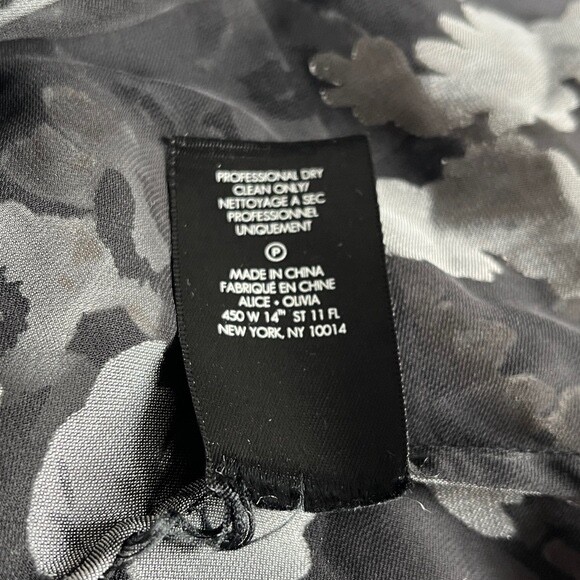 PROFESSIONAL DRY
CLEAN ONLY/
NETTOYAGE A SEC
PROFESSIONNEL
UNIQUEMENT
P
MADE IN CHINA
FABRIQUÉ EN CHINE
ALICE • OLIVIA
450 W 14TH ST 11 FL
NEW YORK, NY 10014